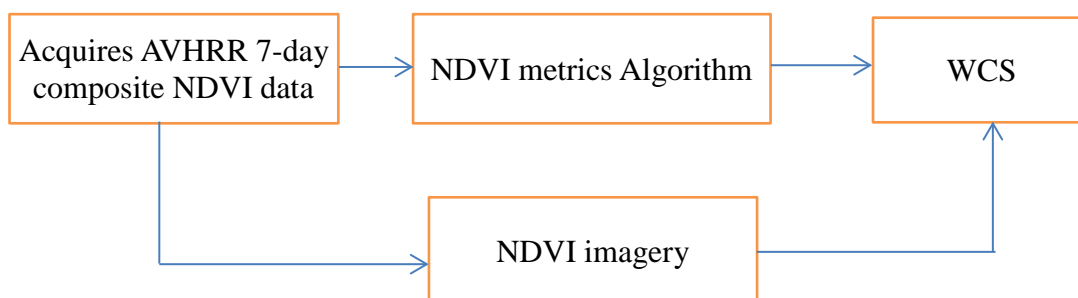 Acquires AVHRR 7-day
composite NDVI data
NDVI metrics Algorithm
WCS
NDVI imagery